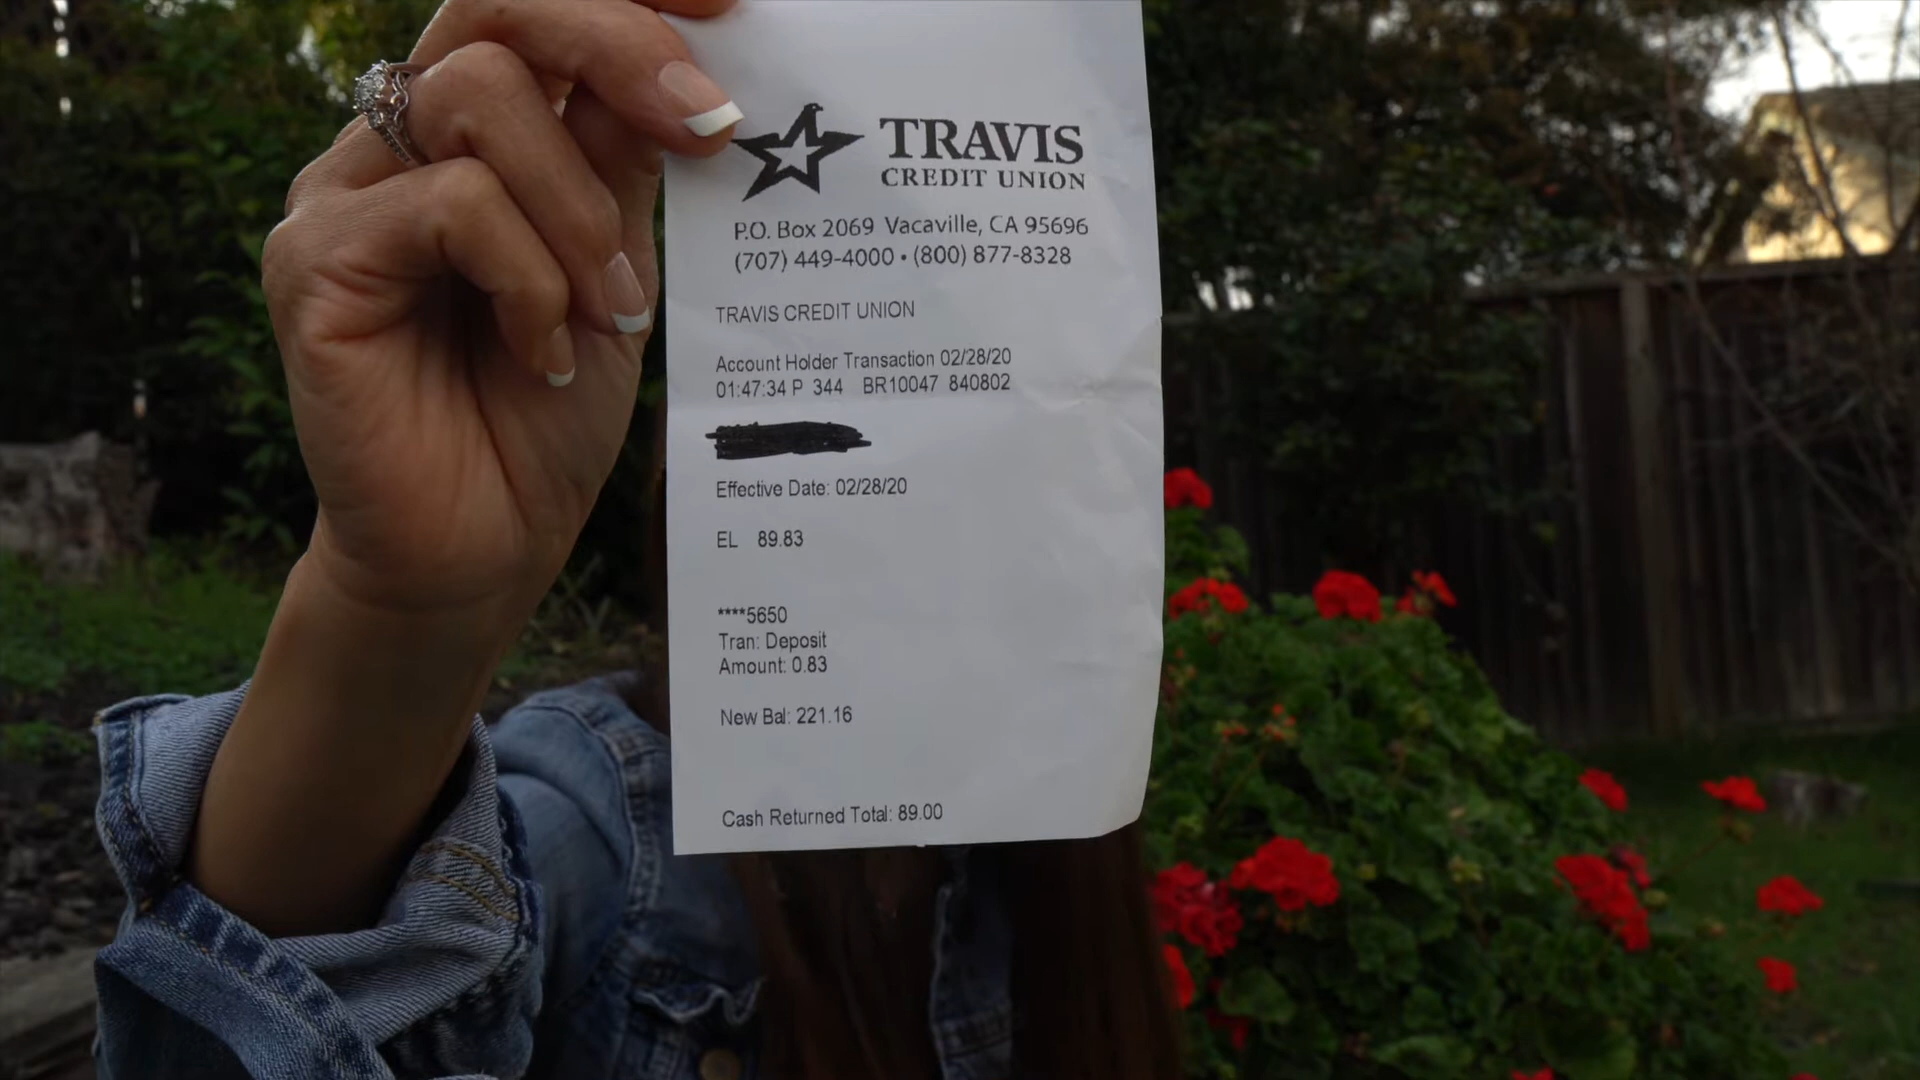 TRAVIS
CREDIT UNION
P.O. Box 2069 Vacaville, CA 95696
(707) 449-4000 • (800) 877-8328
TRAVIS CREDIT UNION
Account Holder Transaction 02/28/20
01:47:34 P 344 BR10047 840802
Effective Date: 02/28/20
EL 89.83
****5650
Tran: Deposit
Amount: 0.83
New Bal: 221.16
Cash Returned Total: 89.00